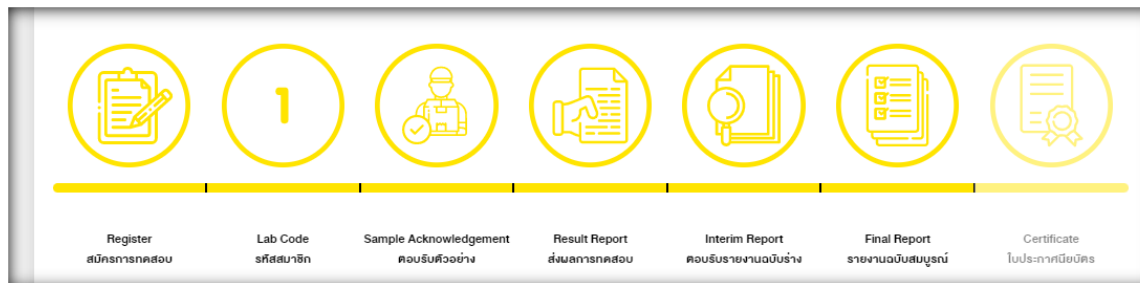 1
Register
สมัครการทดสอบ
Lab Code
รหัสสมาชิก
Sample Acknowledgement
ตอบรับตัวอย่าง
Result Report
ส่งผลการทดสอบ
Interim Report
ตอบรับรายงานฉบับร่าง
Final Report
รายงานฉบับสมบูรณ์
Certificate
ใบประกาศนียบัตร